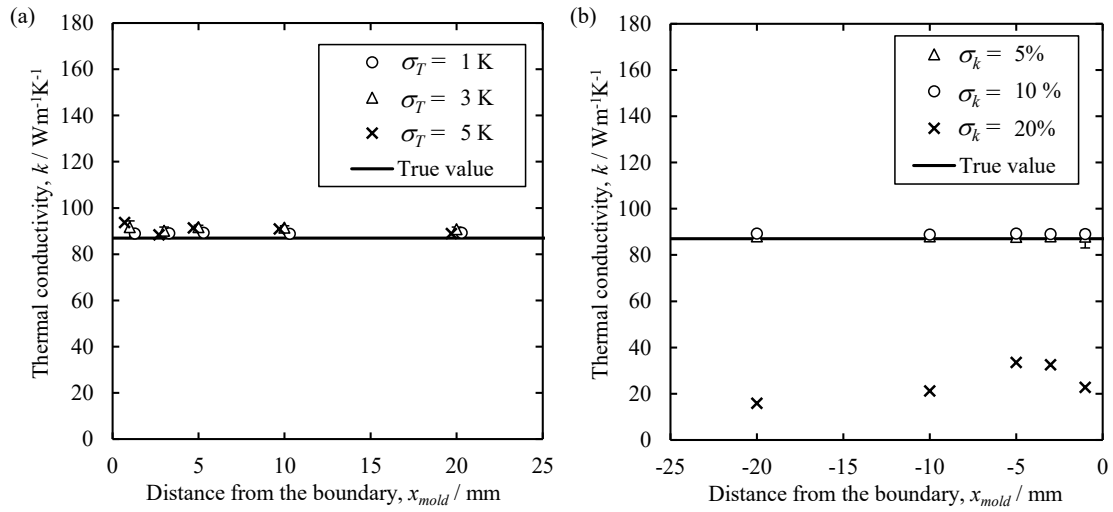 (a)
180
160
140
120
100
80
60
40
20
0
Thermal conductivity, k / Wm-1K-1
σT = 1 K
σT = 3 K
σT = 5 K
True value
0 5 10 15 20 25
Distance from the boundary, xmold / mm
(b)
180
160
140
120
100
80
60
40
20
0
Thermal conductivity, k / Wm-1K-1
σk = 5%
σk = 10 %
σk = 20%
True value
-25 -20 -15 -10 -5 0
Distance from the boundary, xmold / mm